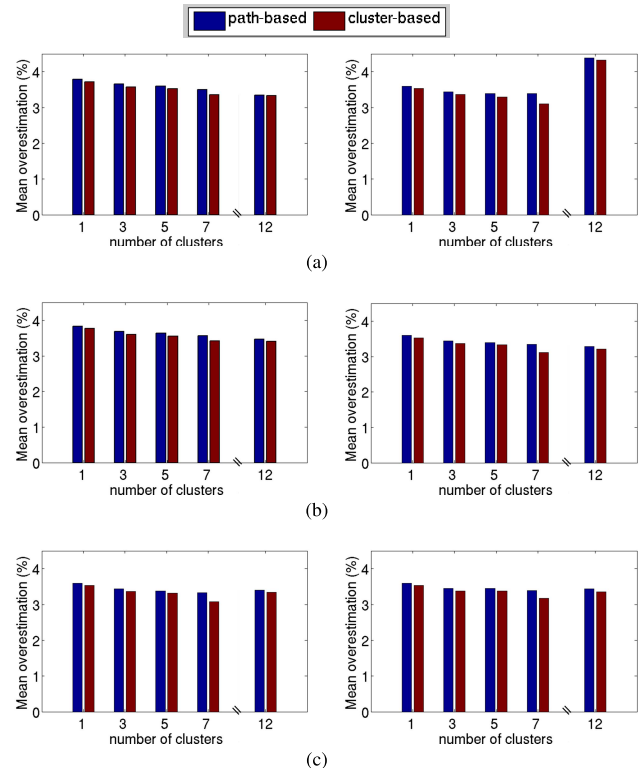 path-based cluster-based
Mean overestimation (%)
4
3
2
1
0
1 3 5 7 12
number of clusters
Mean overestimation (%)
4
3
2
1
0
1 3 5 7 12
number of clusters
(a)
Mean overestimation (%)
4
3
2
1
0
1 3 5 7 12
number of clusters
Mean overestimation (%)
4
3
2
1
0
1 3 5 7 12
number of clusters
(b)
Mean overestimation (%)
4
3
2
1
0
1 3 5 7 12
number of clusters
Mean overestimation (%)
4
3
2
1
0
1 3 5 7 12
number of clusters
(c)